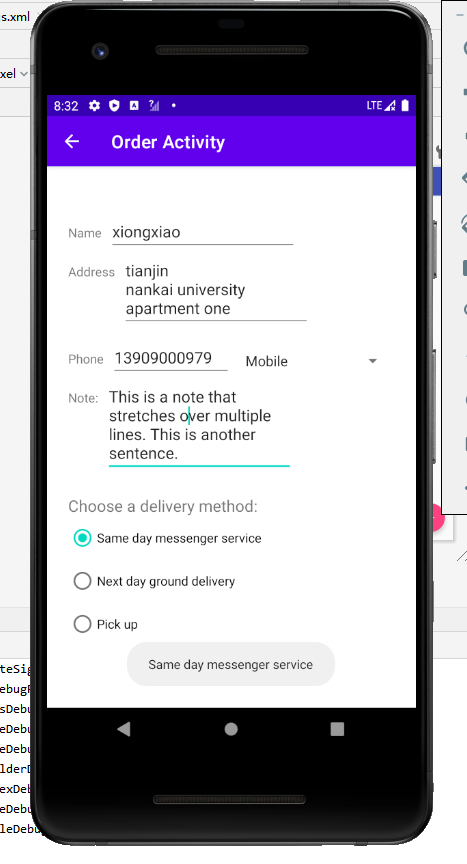 s.xml
xel
8:32
LTE
Order Activity
Name xiongxiao
Address tianjin
nankai university
apartment one
Phone 13909000979 Mobile
Note: This is a note that
stretches over multiple
lines. This is another
sentence.
Choose a delivery method:
Same day messenger service
Next day ground delivery
Pick up
Same day messenger service
teSig
ebugF
sDebu
eDebu
eDebu
lderD
exDeb
eDebu
leDebug